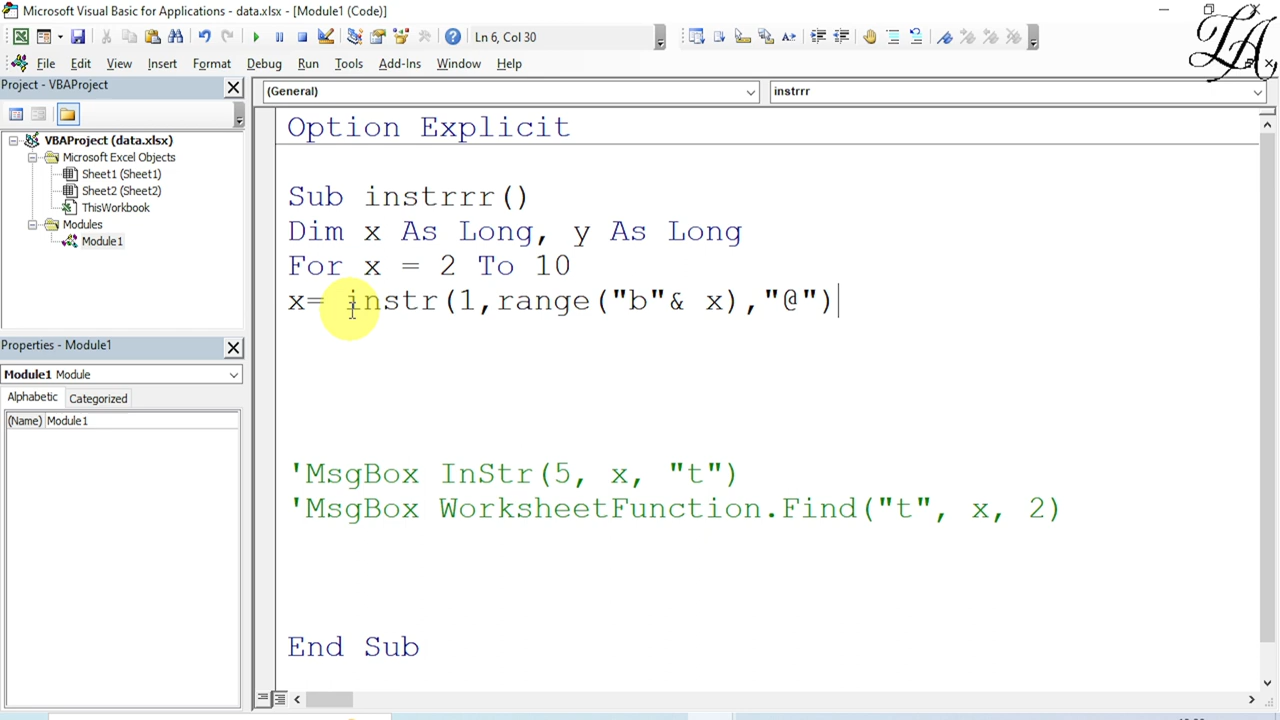 Microsoft Visual Basic for Applications - data.xlsx - [Module1 (Code)]
LA
Ln 6, Col 30
File Edit View Insert Format Debug Run Tools Add-Ins Window Help
Project - VBAProject
(General)
instrrr
VBAProject (data.xlsx)
Microsoft Excel Objects
Sheet1 (Sheet1)
Sheet2 (Sheet2)
ThisWorkbook
Modules
Module1
Properties - Module1
Module1 Module
Alphabetic Categorized
(Name) Module1
Option Explicit
Sub instrrr()
Dim x As Long, y As Long
For x = 2 To 10
x= instr(1,range("b"& x),"@")
'MsgBox InStr(5, x, "t")
'MsgBox WorksheetFunction.Find("t", x, 2)
End Sub